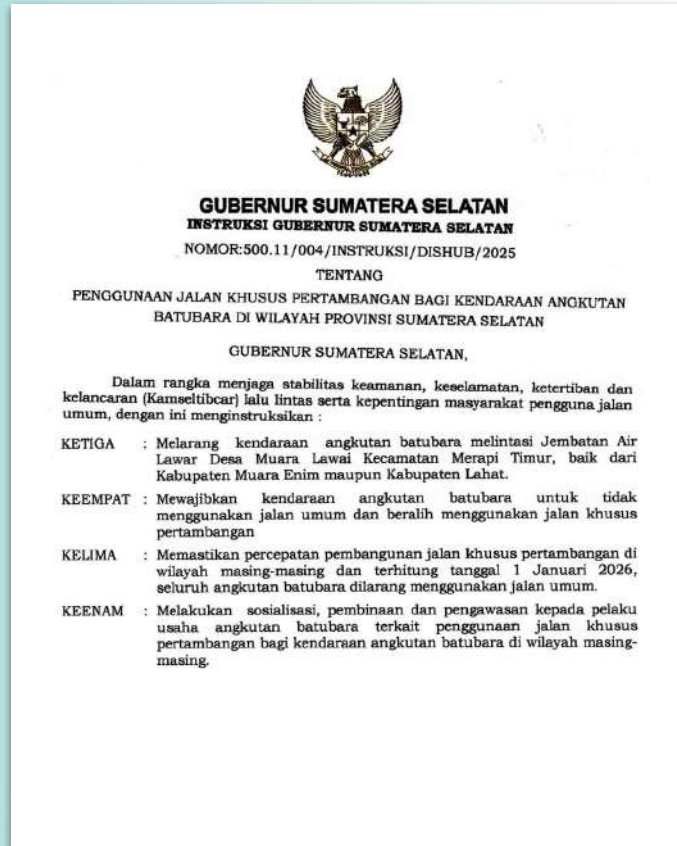 GUBERNUR SUMATERA SELATAN
INSTRUKSI GUBERNUR SUMATERA SELATAN
NOMOR:500.11/004/INSTRUKSI/DISHUB/2025
TENTANG
PENGGUNAAN JALAN KHUSUS PERTAMBANGAN BAGI KENDARAAN ANGKUTAN
BATUBARA DI WILAYAH PROVINSI SUMATERA SELATAN
GUBERNUR SUMATERA SELATAN,
Dalam rangka menjaga stabilitas keamanan, keselamatan, ketertiban dan
kelancaran (Kamseltibcar) lalu lintas serta kepentingan masyarakat pengguna jalan
umum, dengan ini menginstruksikan :
KETIGA : Melarang kendaraan angkutan batubara melintasi Jembatan Air
Lawar Desa Muara Lawai Kecamatan Merapi Timur, baik dari
Kabupaten Muara Enim maupun Kabupaten Lahat.
KEEMPAT : Mewajibkan kendaraan angkutan batubara untuk tidak
menggunakan jalan umum dan beralih menggunakan jalan khusus
pertambangan
KELIMA : Memastikan percepatan pembangunan jalan khusus pertambangan di
wilayah masing-masing dan terhitung tanggal 1 Januari 2026,
seluruh angkutan batubara dilarang menggunakan jalan umum.
KEENAM : Melakukan sosialisasi, pembinaan dan pengawasan kepada pelaku
usaha angkutan batubara terkait penggunaan jalan khusus
pertambangan bagi kendaraan angkutan batubara di wilayah masing-
masing.